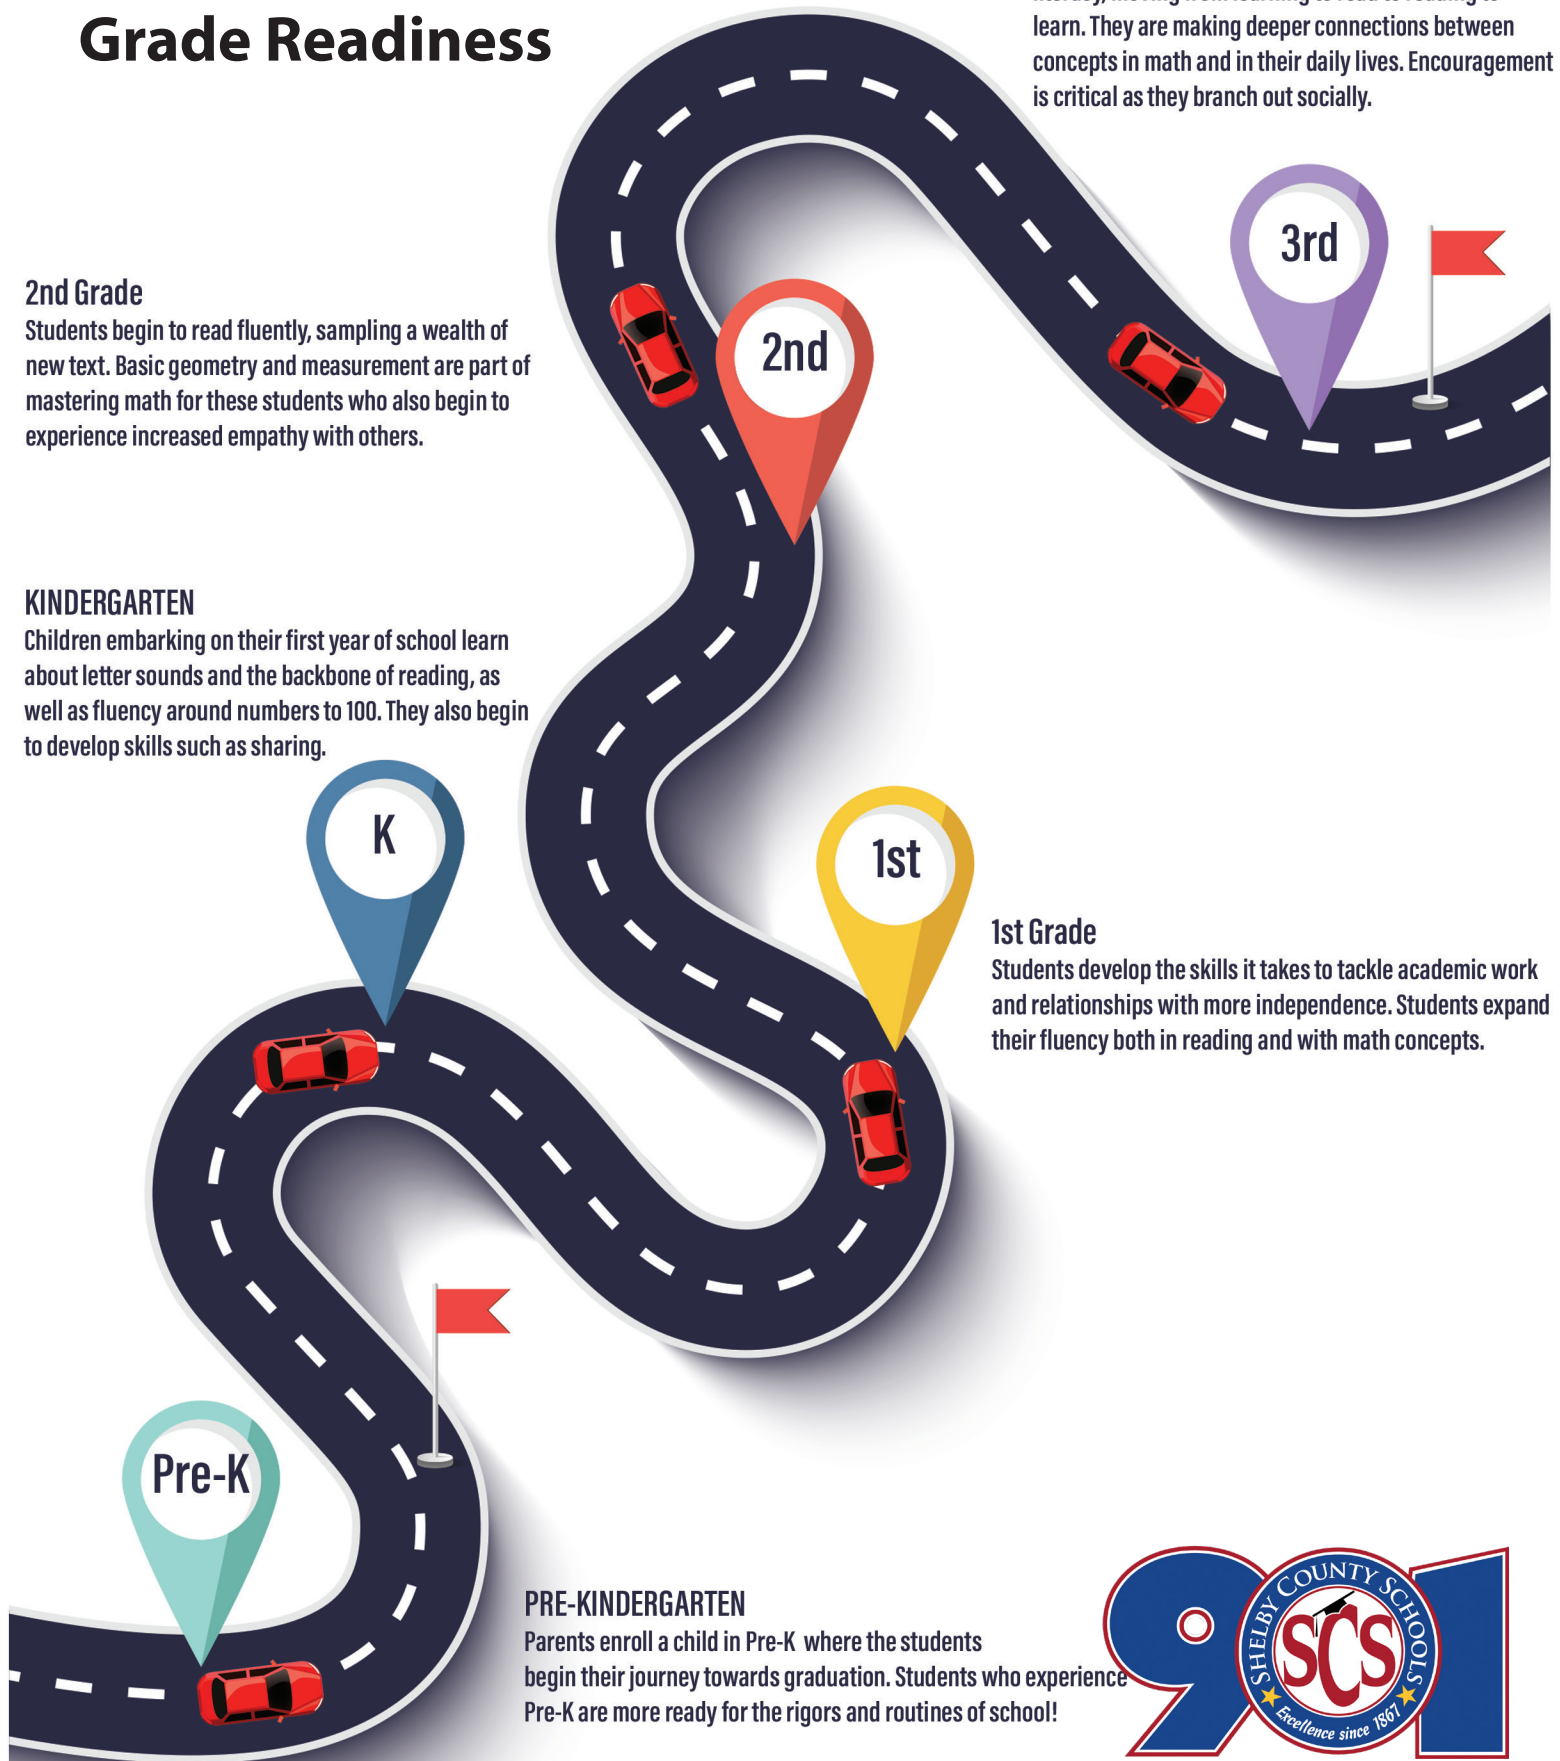 Grade Readiness
learn. They are making deeper connections between
concepts in math and in their daily lives. Encouragement
is critical as they branch out socially.
3rd
2nd Grade
Students begin to read fluently, sampling a wealth of
new text. Basic geometry and measurement are part of
mastering math for these students who also begin to
experience increased empathy with others.
2nd
KINDERGARTEN
Children embarking on their first year of school learn
about letter sounds and the backbone of reading, as
well as fluency around numbers to 100. They also begin
to develop skills such as sharing.
K
1st
1st Grade
Students develop the skills it takes to tackle academic work
and relationships with more independence. Students expand
their fluency both in reading and with math concepts.
Pre-K
PRE-KINDERGARTEN
Parents enroll a child in Pre-K where the students
begin their journey towards graduation. Students who experience
Pre-K are more ready for the rigors and routines of school!
901
SHELBY COUNTY SCHOOLS
SCS
Excellence since 1867